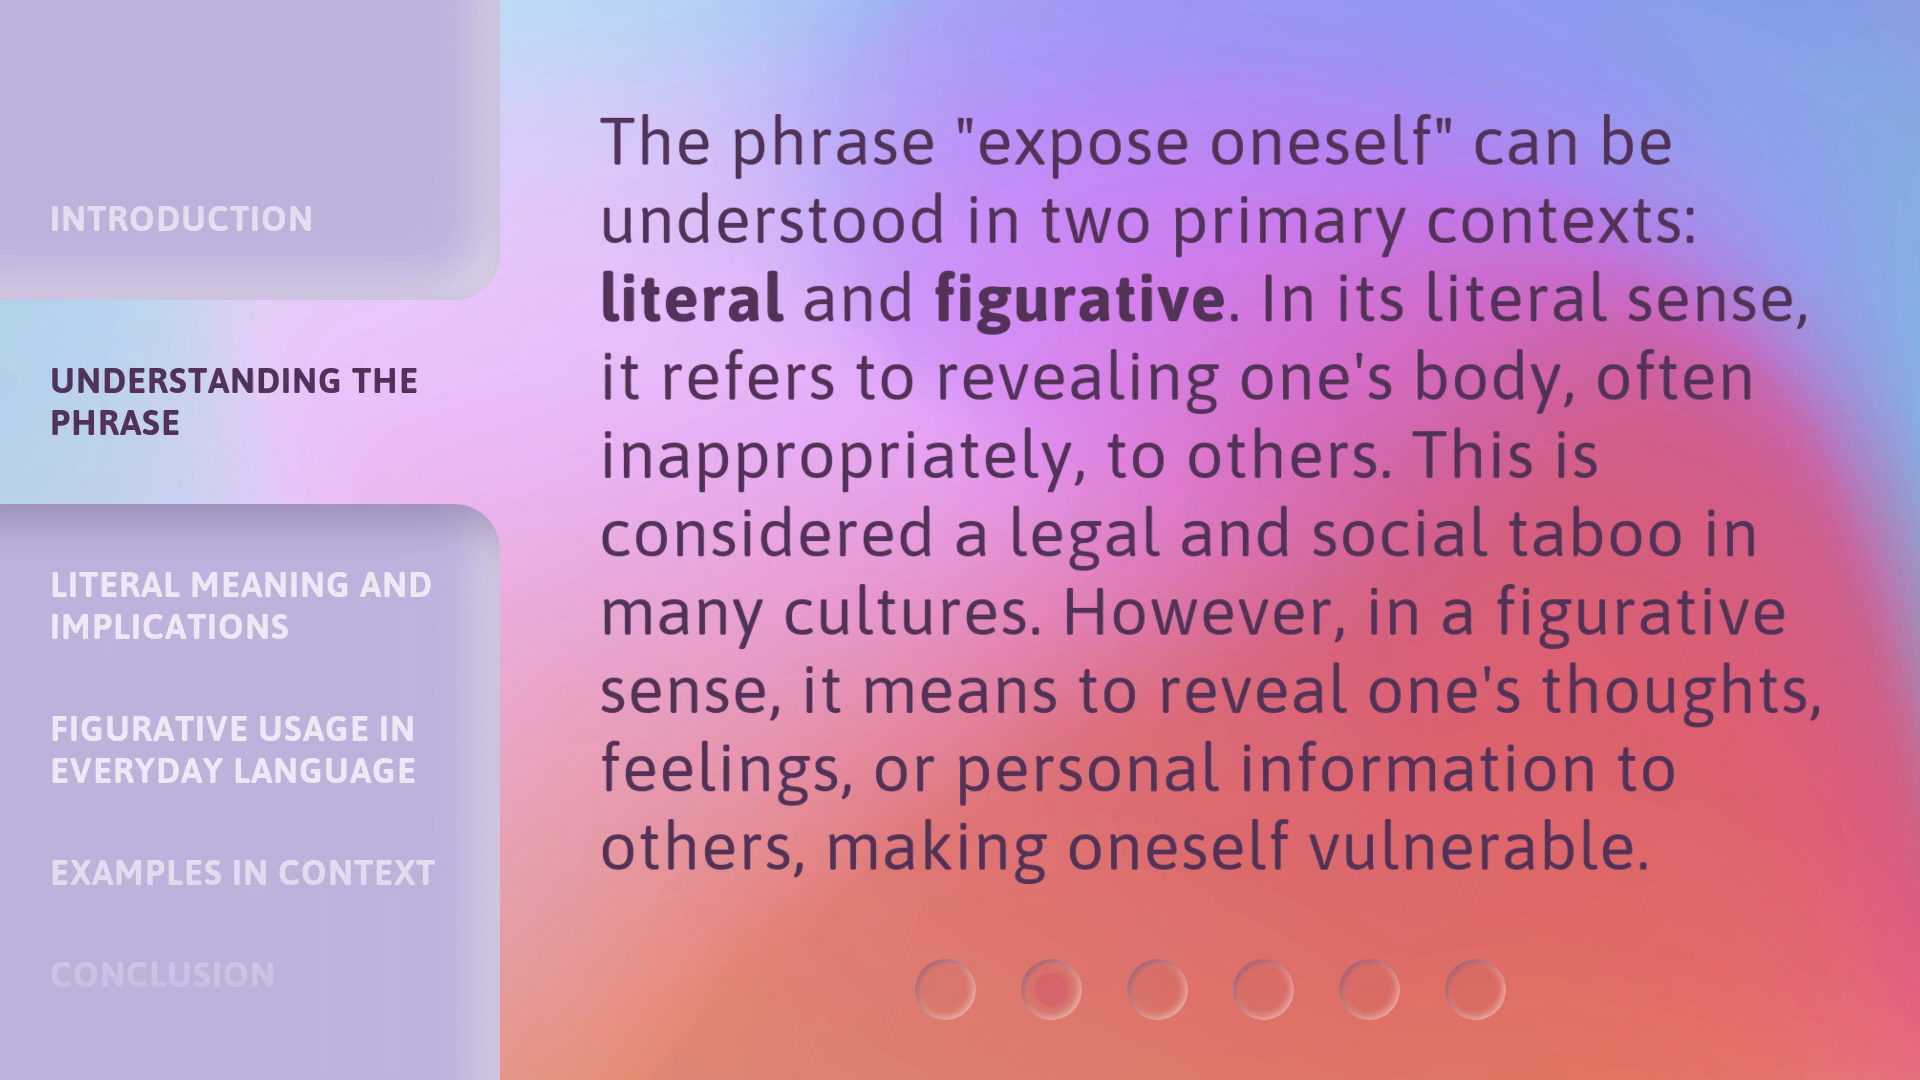 INTRODUCTION
UNDERSTANDING THE
PHRASE
LITERAL MEANING AND
IMPLICATIONS
FIGURATIVE USAGE IN
EVERYDAY LANGUAGE
EXAMPLES IN CONTEXT
CONCLUSION
The phrase "expose oneself" can be
understood in two primary contexts:
literal and figurative. In its literal sense,
it refers to revealing one's body, often
inappropriately, to others. This is
considered a legal and social taboo in
many cultures. However, in a figurative
sense, it means to reveal one's thoughts,
feelings, or personal information to
others, making oneself vulnerable.